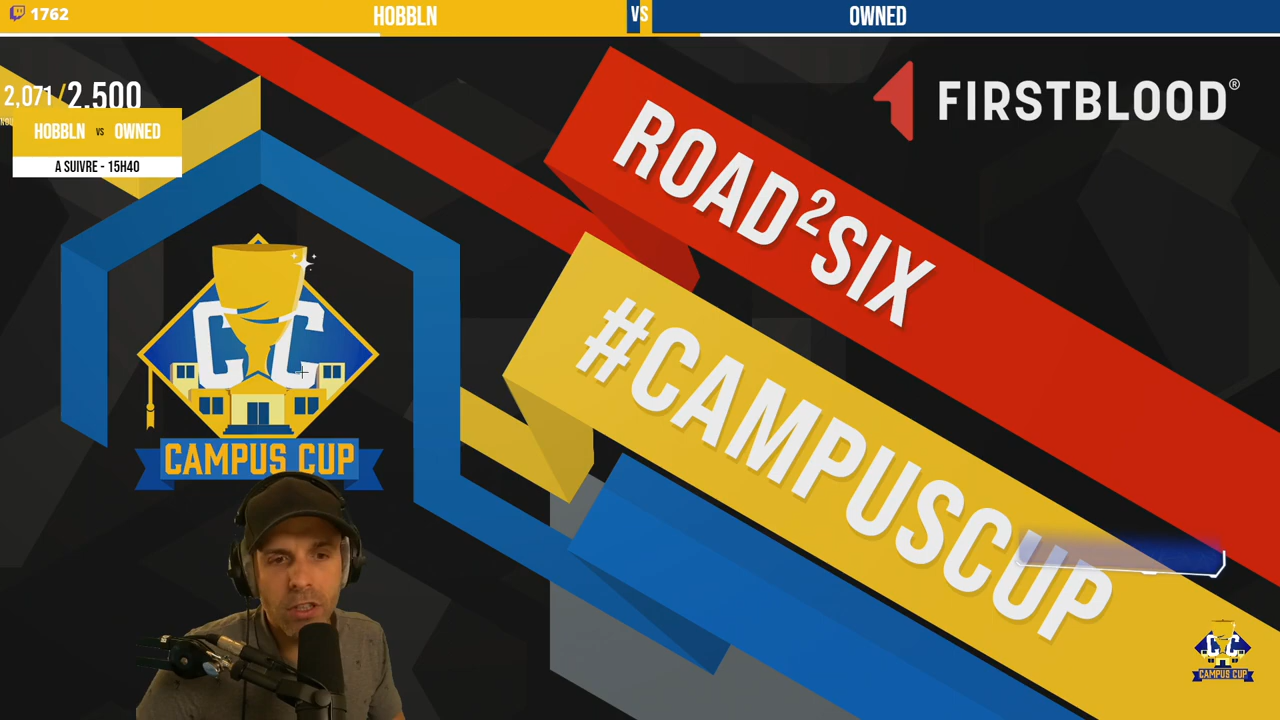 1762
HOBBLN
VS
OWNED
2,071/2,500
HOBBLN VS OWNED
A SUIVRE - 15H40
FIRSTBLOOD®
ROAD²SIX
#CAMPUSCUP
CC
CAMPUS CUP
CC
CAMPUS CUP